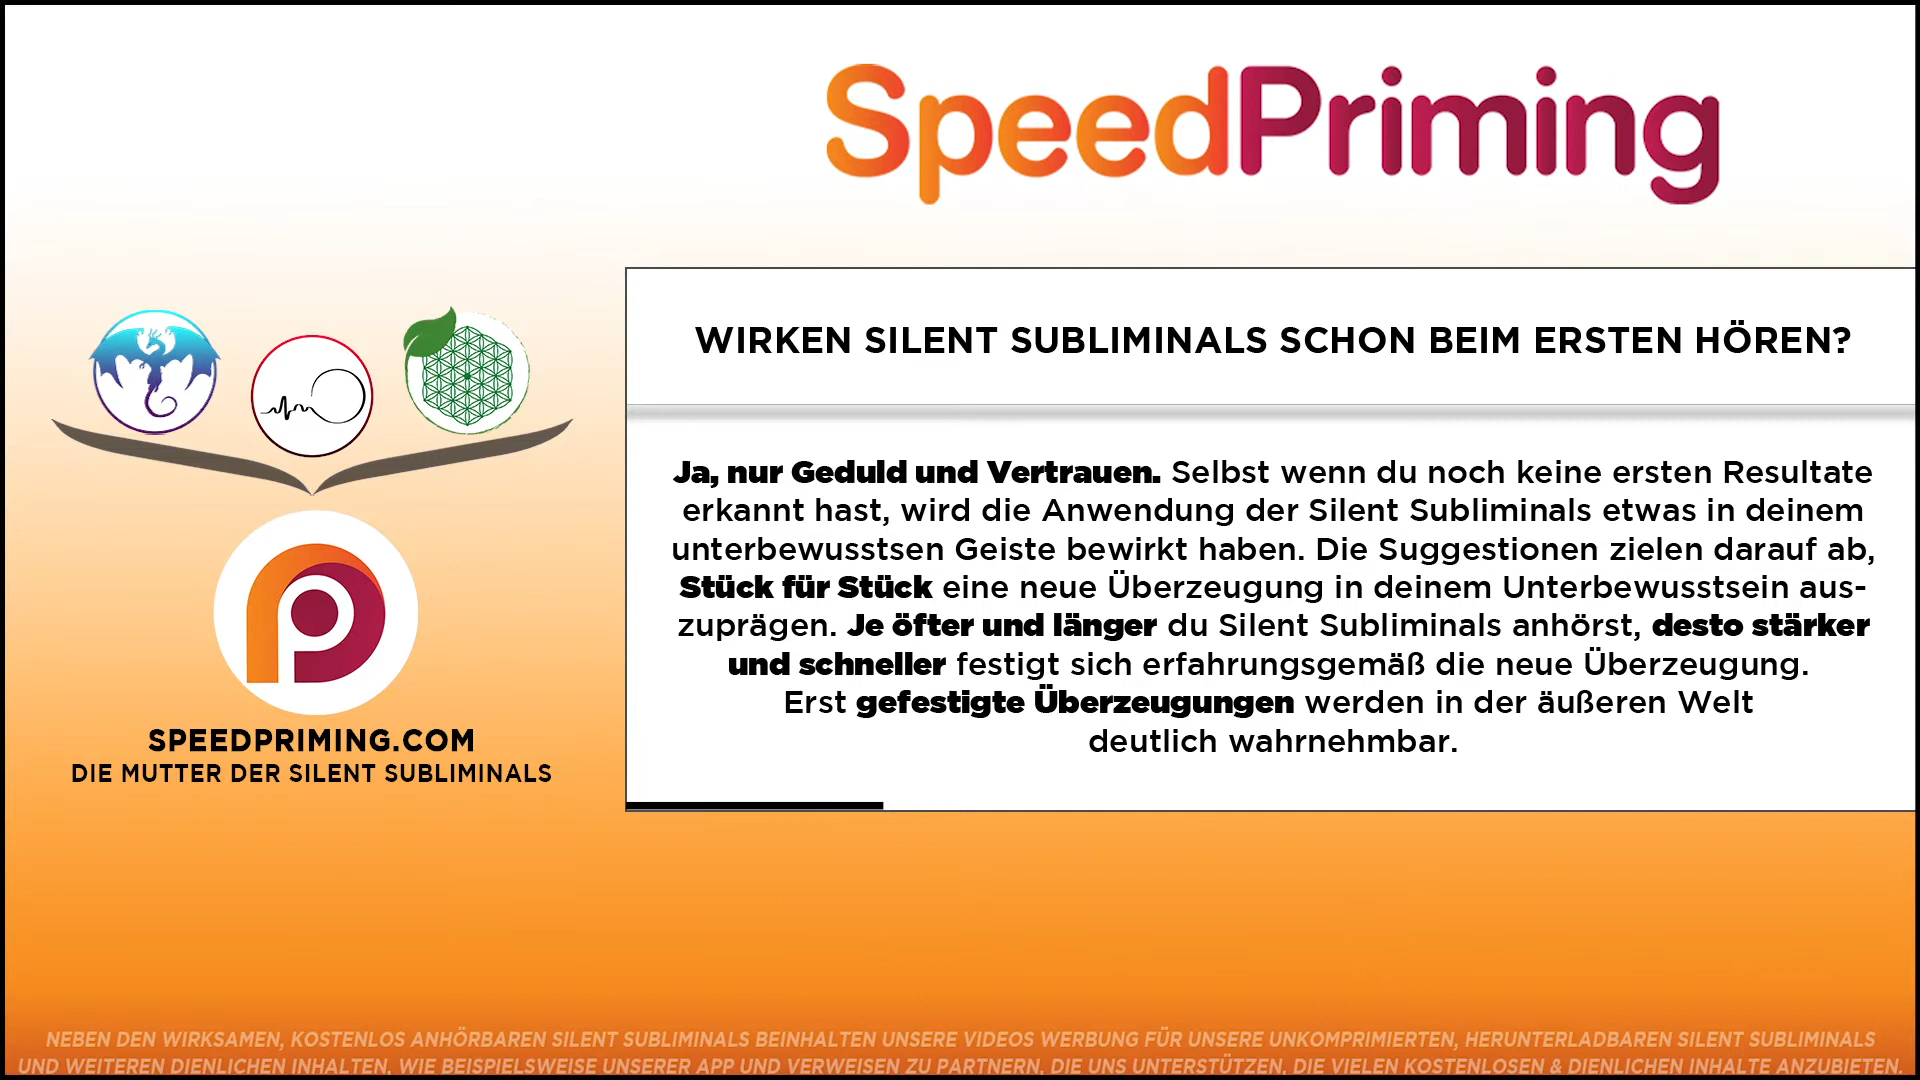 SpeedPriming
WIRKEN SILENT SUBLIMINALS SCHON BEIM ERSTEN HÖREN?
Ja, nur Geduld und Vertrauen. Selbst wenn du noch keine ersten Resultate
erkannt hast, wird die Anwendung der Silent Subliminals etwas in deinem
unterbewusstsen Geiste bewirkt haben. Die Suggestionen zielen darauf ab,
Stück für Stück eine neue Überzeugung in deinem Unterbewusstsein aus-
zuprägen. Je öfter und länger du Silent Subliminals anhörst, desto stärker
und schneller festigt sich erfahrungsgemäß die neue Überzeugung.
Erst gefestigte Überzeugungen werden in der äußeren Welt
deutlich wahrnehmbar.
SPEEDPRIMING.COM
DIE MUTTER DER SILENT SUBLIMINALS
NEBEN DEN WIRKSAMEN, KOSTENLOS ANHÖRBAREN SILENT SUBLIMINALS BEINHALTEN UNSERE VIDEOS WERBUNG FÜR UNSERE UNKOMPRIMIERTEN, HERUNTERLADBAREN SILENT SUBLIMINALS
UND WEITEREN DIENLICHEN INHALTEN, WIE BEISPIELSWEISE UNSERER APP UND VERWEISEN ZU PARTNERN, DIE UNS UNTERSTÜTZEN, DIE VIELEN KOSTENLOSEN & DIENLICHEN INHALTE ANZUBIETEN.